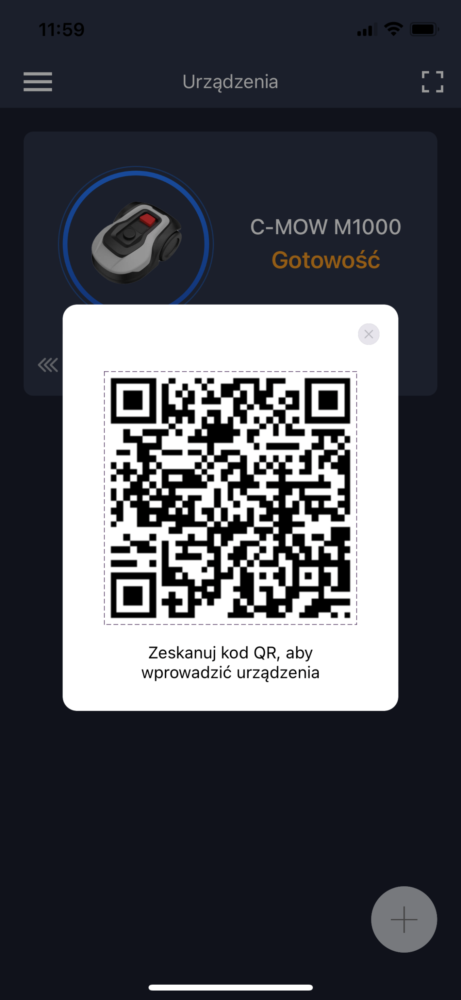 11:59
Urządzenia
C-MOW M1000
Gotowość
Zeskanuj kod QR, aby
wprowadzić urządzenia